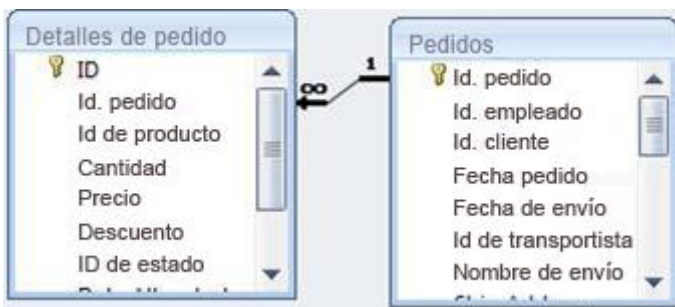 Detalles de pedido
ID
Id. pedido
Id de producto
Cantidad
Precio
Descuento
ID de estado
∞
1
Pedidos
Id. pedido
Id. empleado
Id. cliente
Fecha pedido
Fecha de envío
Id de transportista
Nombre de envío